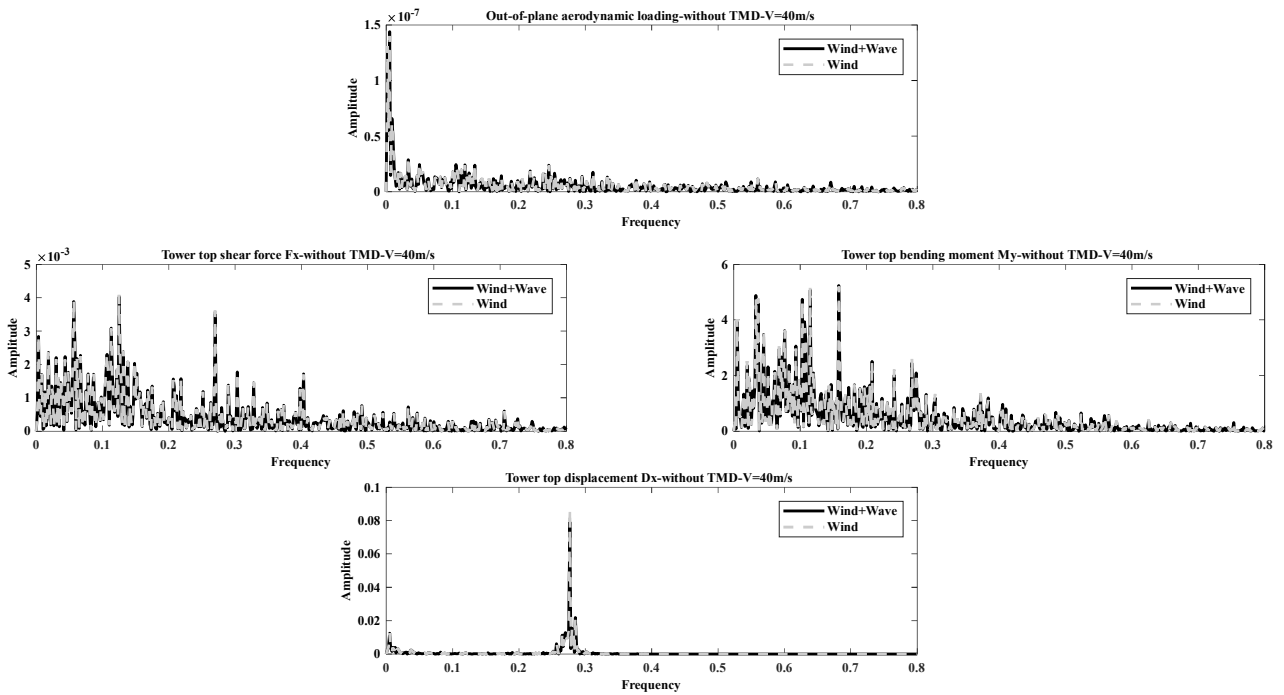 Out-of-plane aerodynamic loading-without TMD-V=40m/s
×10⁻⁷
1.5
1
0.5
0
Amplitude
Wind+Wave
Wind
0 0.1 0.2 0.3 0.4 0.5 0.6 0.7 0.8
Frequency
Tower top shear force Fx-without TMD-V=40m/s
×10⁻³
5
4
3
2
1
0
Amplitude
Wind+Wave
Wind
0 0.1 0.2 0.3 0.4 0.5 0.6 0.7 0.8
Frequency
Tower top bending moment My-without TMD-V=40m/s
6
4
2
0
Amplitude
Wind+Wave
Wind
0 0.1 0.2 0.3 0.4 0.5 0.6 0.7 0.8
Frequency
Tower top displacement Dx-without TMD-V=40m/s
0.1
0.08
0.06
0.04
0.02
0
Amplitude
Wind+Wave
Wind
0 0.1 0.2 0.3 0.4 0.5 0.6 0.7 0.8
Frequency